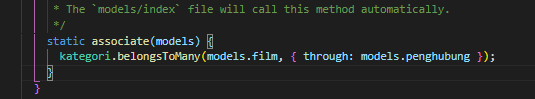 * The `models/index` file will call this method automatically.
*/
static associate(models) {
kategori.belongsToMany(models.film, { through: models.penghubung });
}
}